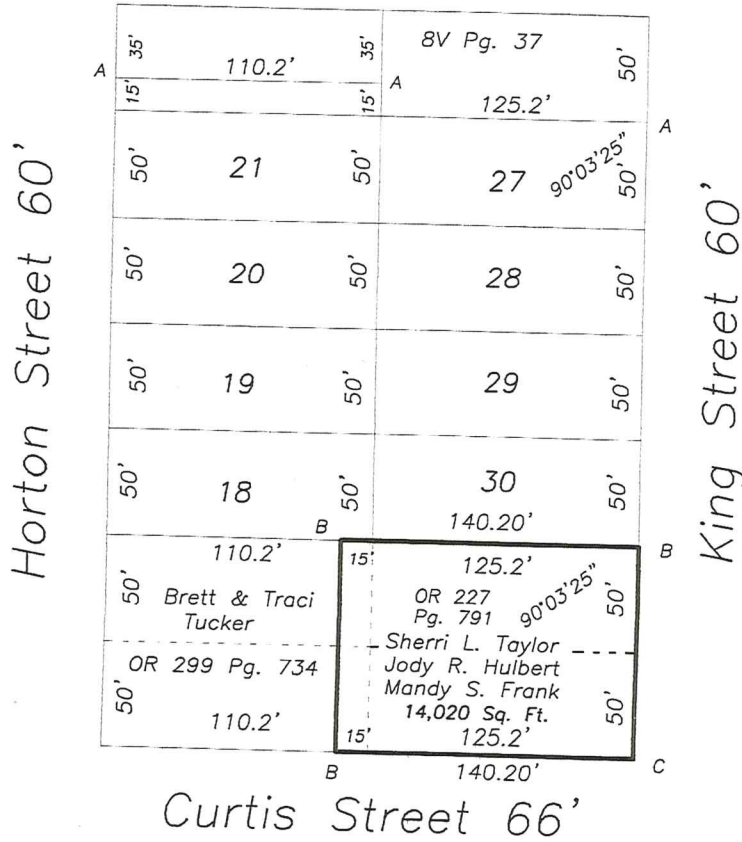 8V Pg. 37
35'
35'
50'
A
110.2'
A
15'
15'
125.2'
A
90°03'25"
50'
21
50'
27
50'
50'
20
50'
28
50'
50'
19
50'
29
50'
50'
18
50'
30
50'
140.20'
B
B
110.2'
15'
125.2'
50'
Brett & Traci
Tucker
OR 227
Pg. 791
90°03'25"
50'
Sherri L. Taylor
OR 299 Pg. 734
Jody R. Hulbert
Mandy S. Frank
50'
14,020 Sq. Ft.
50'
110.2'
15'
125.2'
B
140.20'
C
Horton Street 60'
King Street 60'
Curtis Street 66'